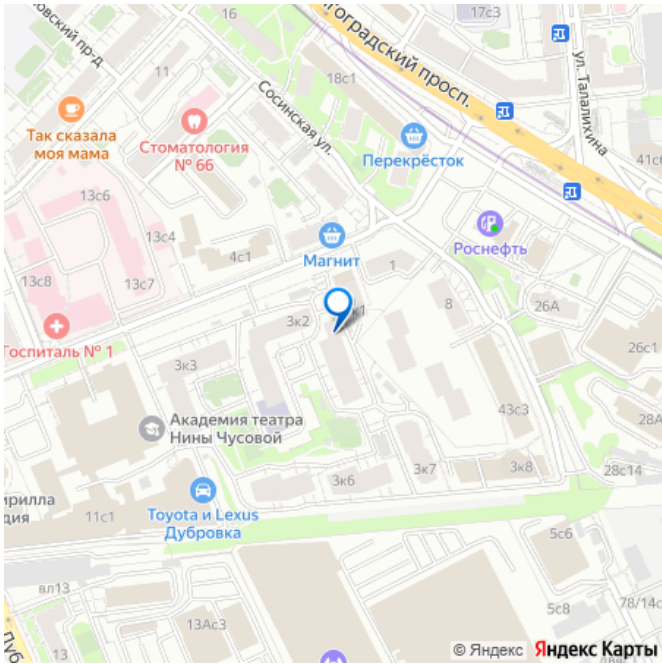 17с3
лгоградский просп.
ул. Талалихина
овский пр-д
16
11
18с1
Сосинская ул.
Так сказала
моя мама
Стоматология
№ 66
Перекрёсток
41с6
13с6
13с4
4с1
Магнит
Роснефть
13с8
13с7
1
8
26А
3к2
к1
26с1
Госпиталь № 1
3к3
Академия театра
Нины Чусовой
43с3
28А
3к6
3к7
3к8
28с14
ирилла
дия
11с1
Toyota и Lexus
Дубровка
5с6
вл13
5с8
78/14с
13Ас3
Дуб
© Яндекс Яндекс Карты